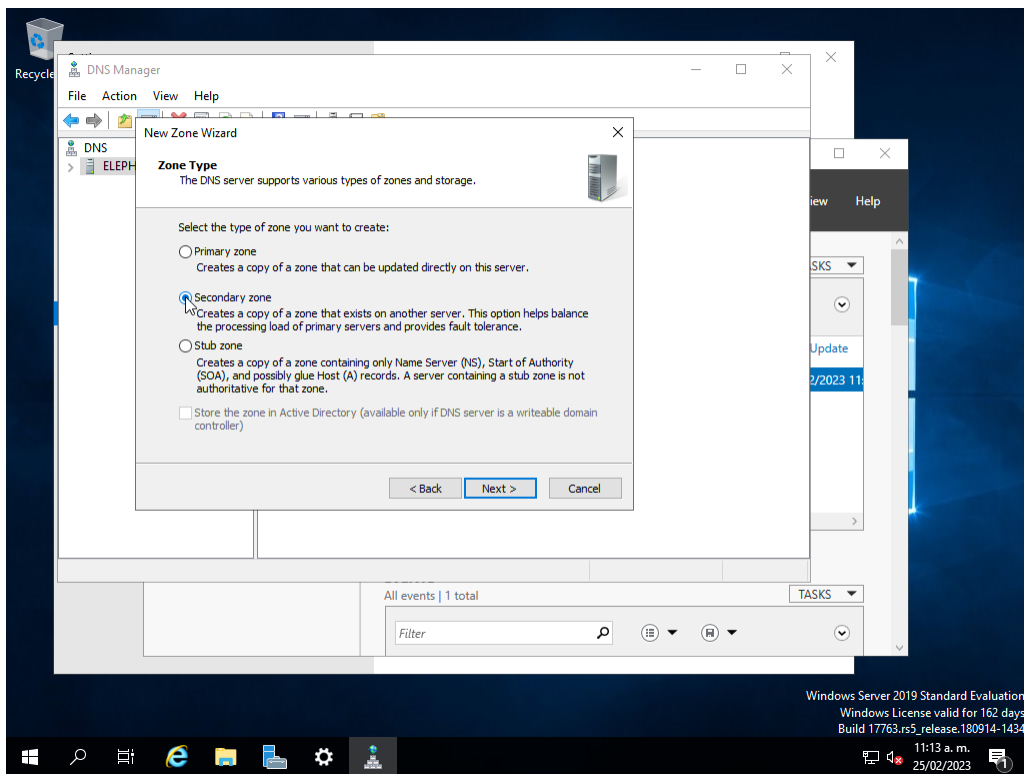 Recycle
DNS Manager
File Action View Help
New Zone Wizard
DNS
ELEPH
Zone Type
The DNS server supports various types of zones and storage.
Select the type of zone you want to create:
Primary zone
Creates a copy of a zone that can be updated directly on this server.
Secondary zone
Creates a copy of a zone that exists on another server. This option helps balance
the processing load of primary servers and provides fault tolerance.
Stub zone
Creates a copy of a zone containing only Name Server (NS), Start of Authority
(SOA), and possibly glue Host (A) records. A server containing a stub zone is not
authoritative for that zone.
Store the zone in Active Directory (available only if DNS server is a writeable domain
controller)
< Back
Next >
Cancel
iew Help
SKS
Update
2/2023 11:
All events | 1 total
TASKS
Filter
Windows Server 2019 Standard Evaluation
Windows License valid for 162 days
Build 17763.rs5_release.180914-1434
11:13 a. m.
25/02/2023
1